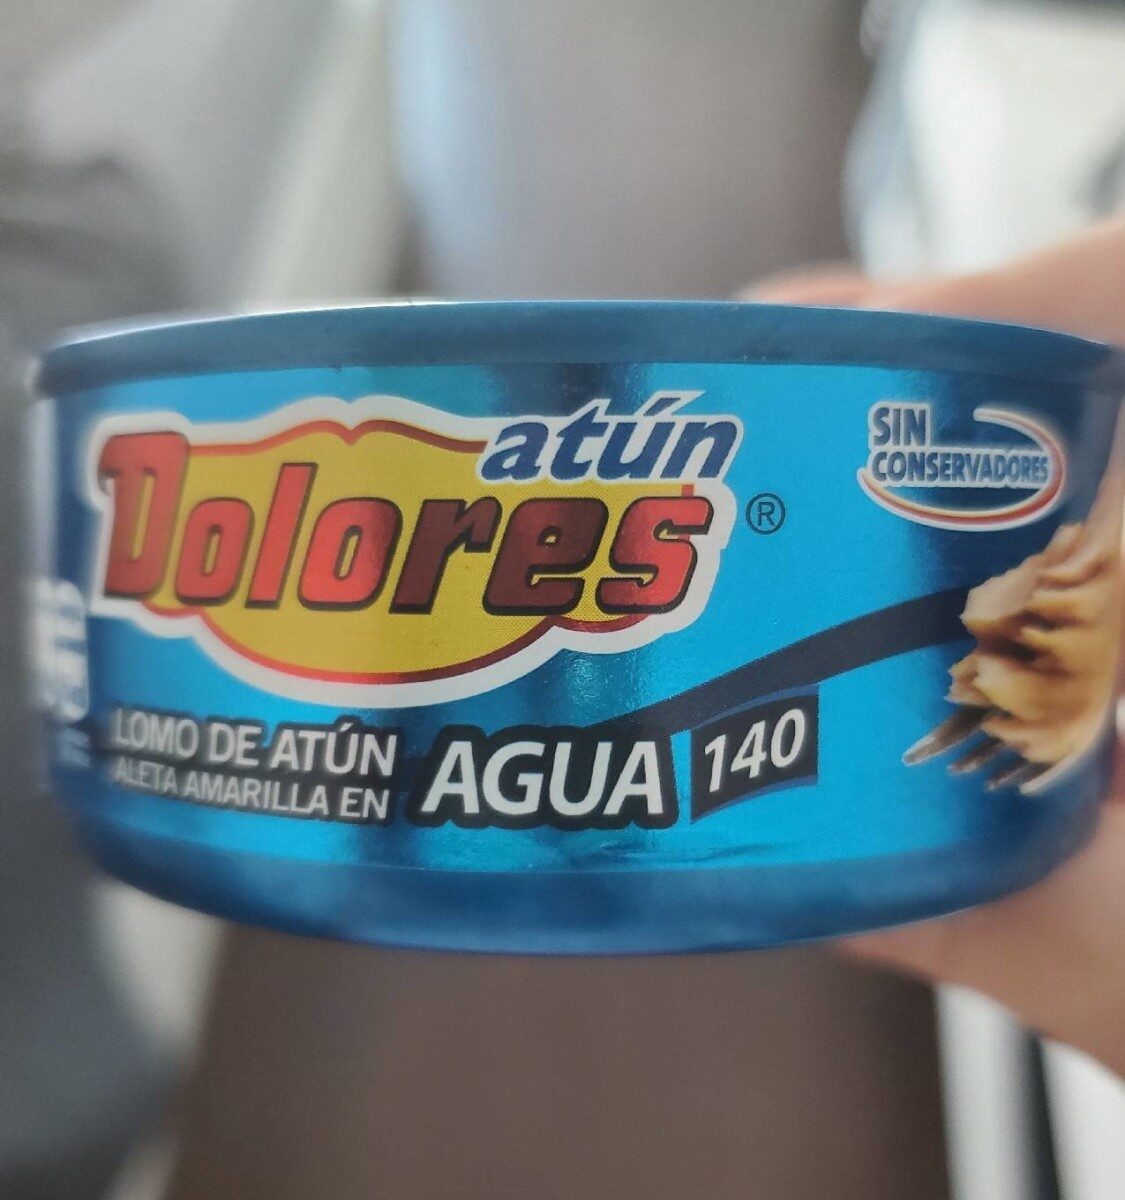 atún
Dolores ®
SIN
CONSERVADORES
LOMO DE ATÚN
ALETA AMARILLA EN
AGUA 140